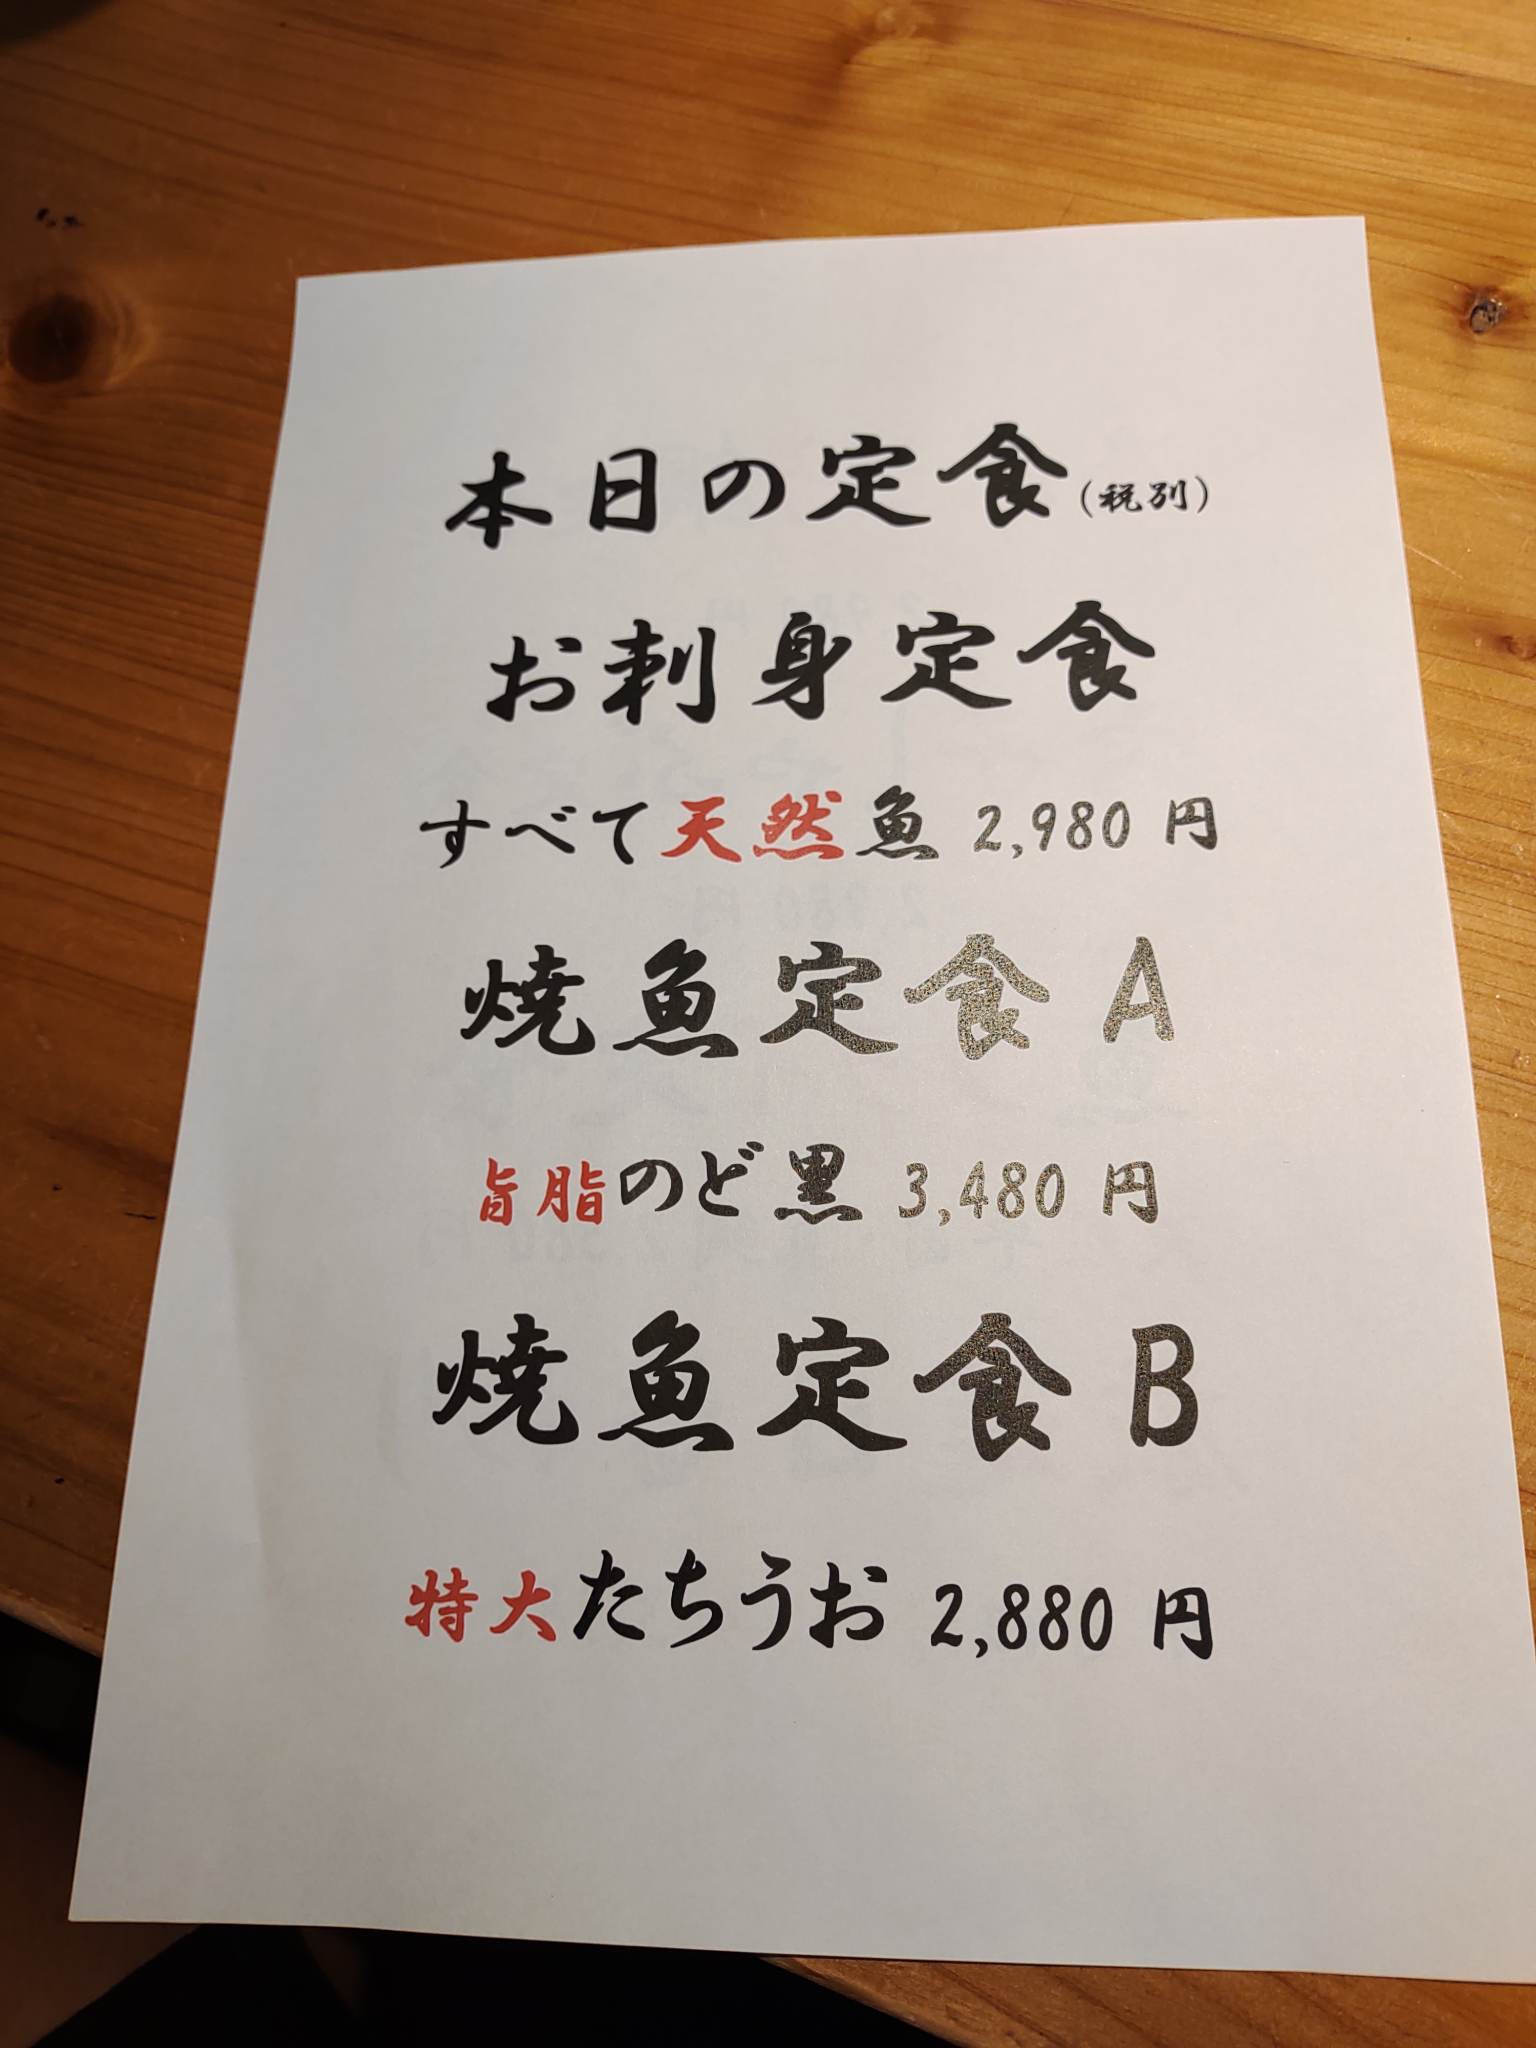 本日の定食(税別)
お刺身定食
すべて天然魚 2,980 円
焼魚定食 A
旨脂のど黒 3,480 円
焼魚定食 B
特大たちうお 2,880 円